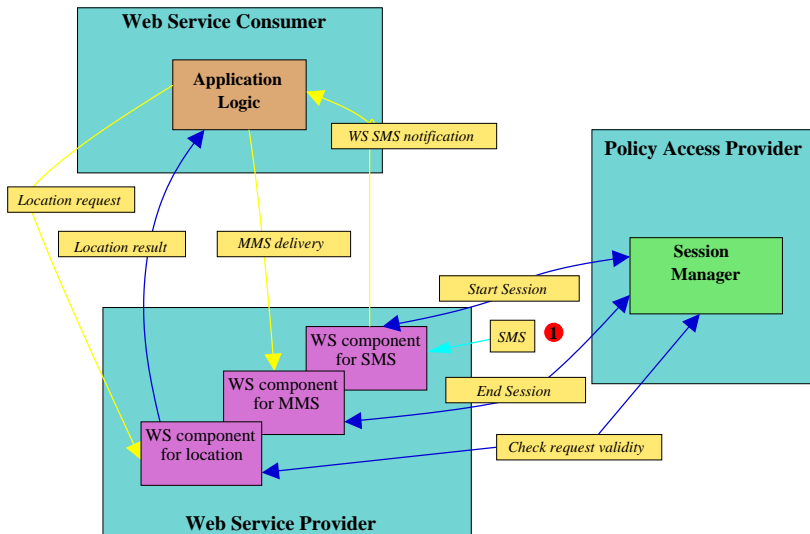 Web Service Consumer
Application
Logic
WS SMS notification
Policy Access Provider
Location request
Location result
MMS delivery
Session
Manager
Start Session
SMS
1
WS component
for SMS
WS component
for MMS
End Session
WS component
for location
Check request validity
Web Service Provider